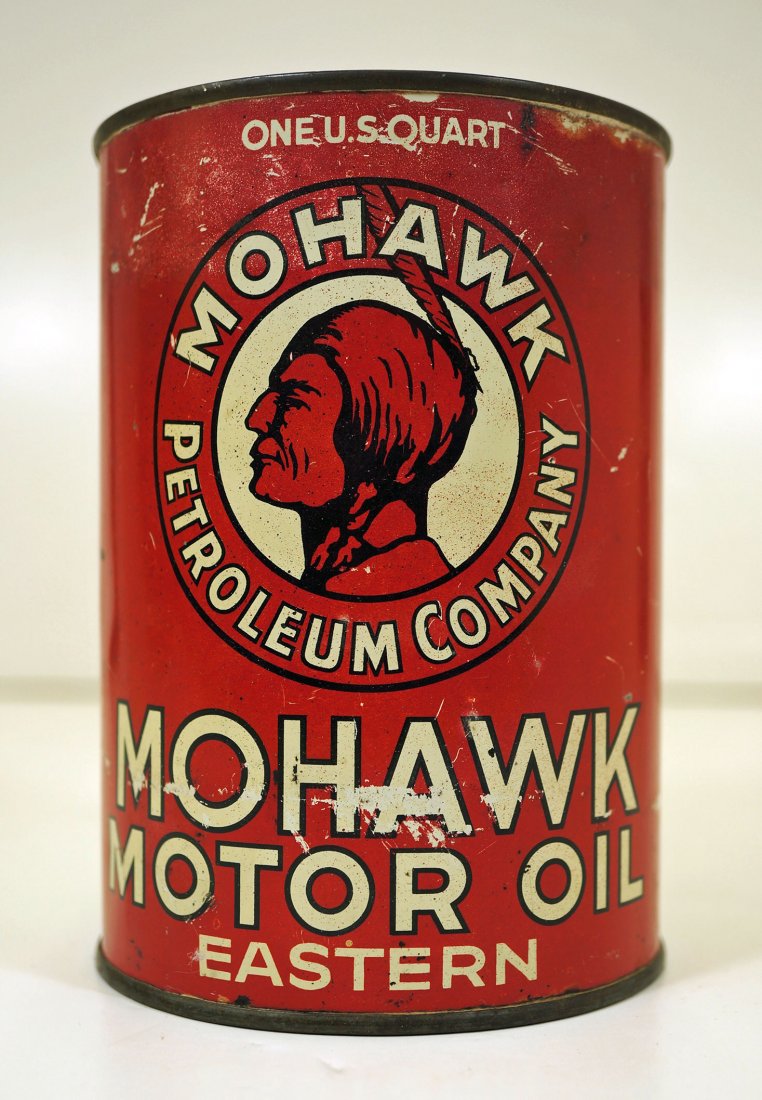 ONE U.S. QUART
MOHAWK
PETROLEUM COMPANY
MOHAWK
MOTOR OIL
EASTERN